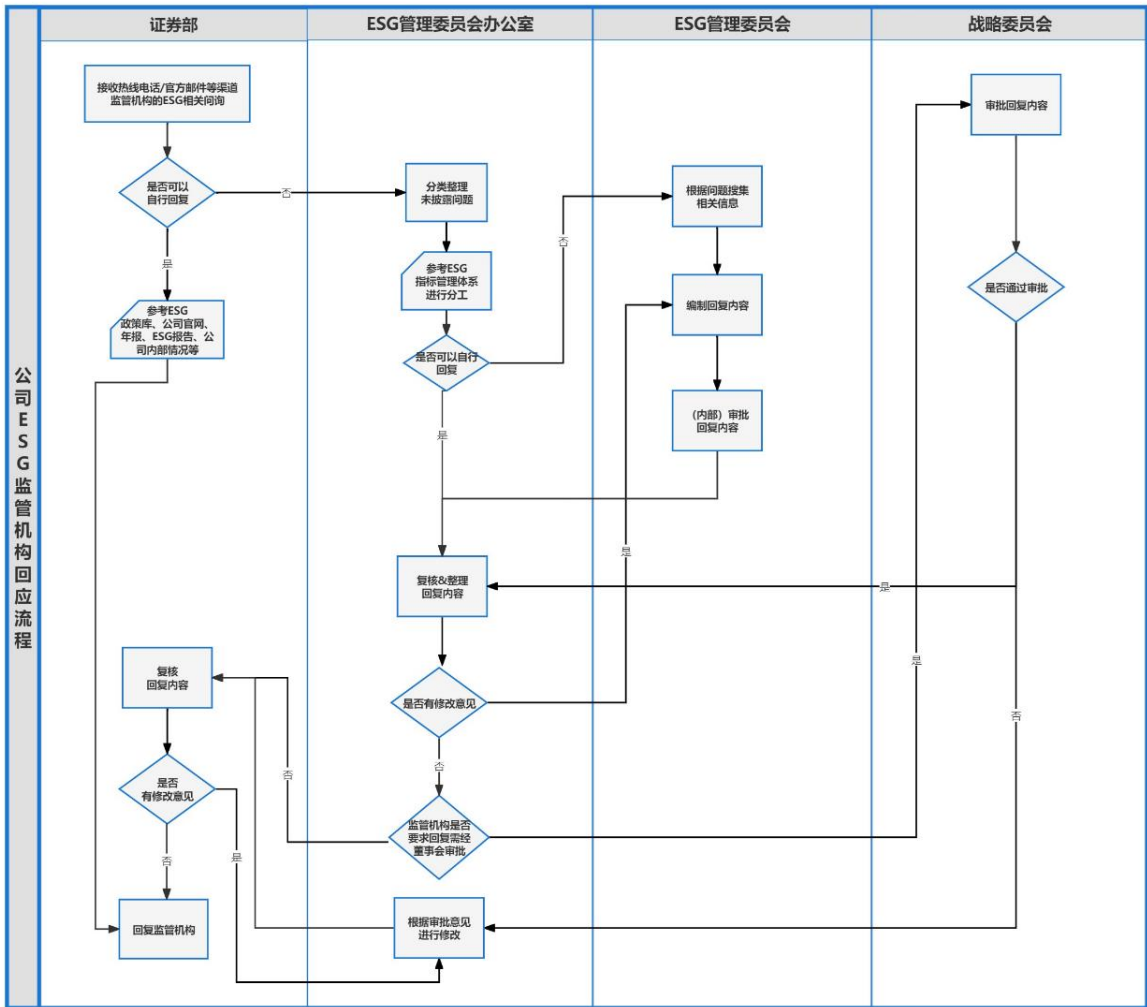 证券部
ESG管理委员会办公室
ESG管理委员会
战略委员会
公司ESG监管机构回应流程
接收热线电话/官方邮件等渠道
监管机构的ESG相关问询
是否可以
自行回复
否
是
参考ESG
政策库、公司官网、
年报、ESG报告、公
司内部情况等
复核
回复内容
是否
有修改意见
否
是
回复监管机构
分类整理
未披露问题
参考ESG
指标管理体系
进行分工
是否可以自行
回复
否
是
复核&整理
回复内容
是否有修改意见
是
否
监管机构是否
要求回复需经
董事会审批
否
是
根据审批意见
进行修改
根据问题搜集
相关信息
编制回复内容
（内部）审批
回复内容
审批回复内容
是否通过审批
是
否